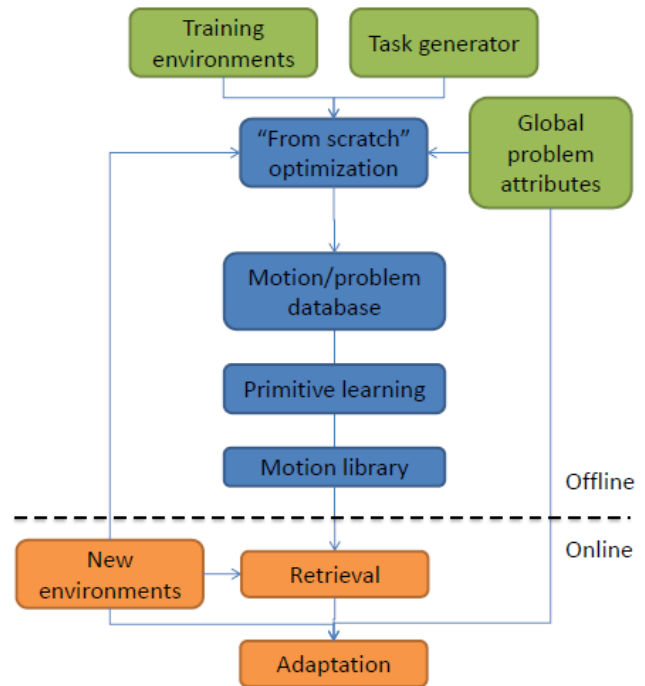 Training
environments
Task generator
“From scratch”
optimization
Global
problem
attributes
Motion/problem
database
Primitive learning
Motion library
Offline
Online
New
environments
Retrieval
Adaptation